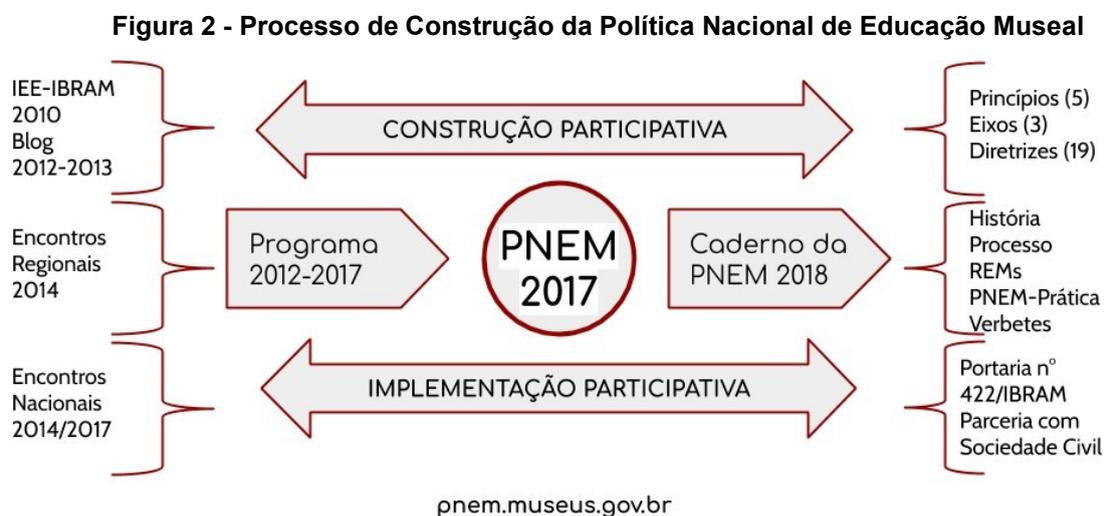 Figura 2 - Processo de Construção da Política Nacional de Educação Museal
IEE-IBRAM
2010
Blog
2012-2013
CONSTRUÇÃO PARTICIPATIVA
Princípios (5)
Eixos (3)
Diretrizes (19)
Encontros
Regionais
2014
Programa
2012-2017
PNEM
2017
Caderno da
PNEM 2018
História
Processo
REMs
PNEM-Prática
Verbetes
Encontros
Nacionais
2014/2017
IMPLEMENTAÇÃO PARTICIPATIVA
Portaria nº
422/IBRAM
Parceria com
Sociedade Civil
pnem.museus.gov.br